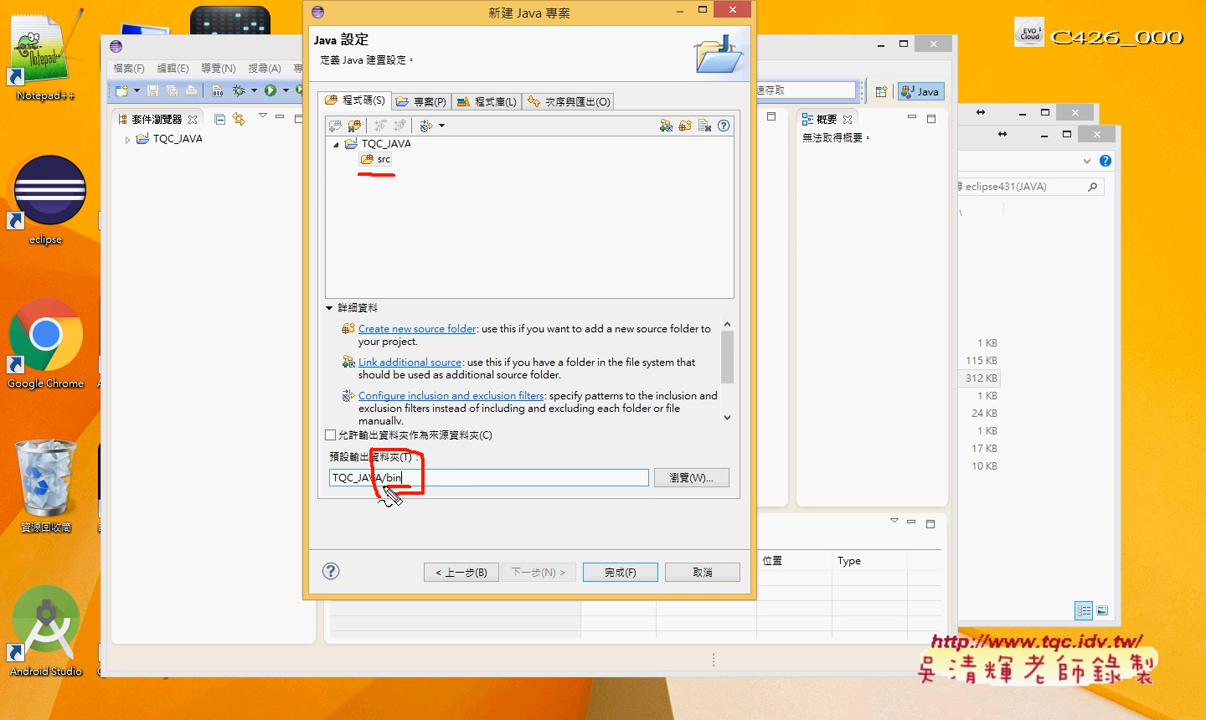 新建 Java 專案
Java 設定
定義 Java 建置設定。
程式碼(S)
專案(P)
程式庫(L)
次序與匯出(O)
TQC_JAVA
src
詳細資料
Create new source folder: use this if you want to add a new source folder to
your project.
Link additional source: use this if you have a folder in the file system that
should be used as additional source folder.
Configure inclusion and exclusion filters: specify patterns to the inclusion and
exclusion filters instead of including and excluding each folder or file
manually.
允許輸出資料夾作為來源資料夾(C)
預設輸出資料夾(T):
TQC_JAVA/bin
瀏覽(W)...
< 上一步(B)
下一步(N) >
完成(F)
取消
檔案(F) 編輯(E) 導覽(N) 搜尋(A)
速存取
Java
套件瀏覽器
TQC_JAVA
概要
無法取得概要。
位置
Type
eclipse431(JAVA)
1 KB
115 KB
312 KB
1 KB
24 KB
1 KB
17 KB
10 KB
Notepad++
eclipse
Google Chrome
資源回收筒
Android Studio
EVO
Cloud
C426_000
http://www.tqc.idv.tw/
吳清輝老師錄製